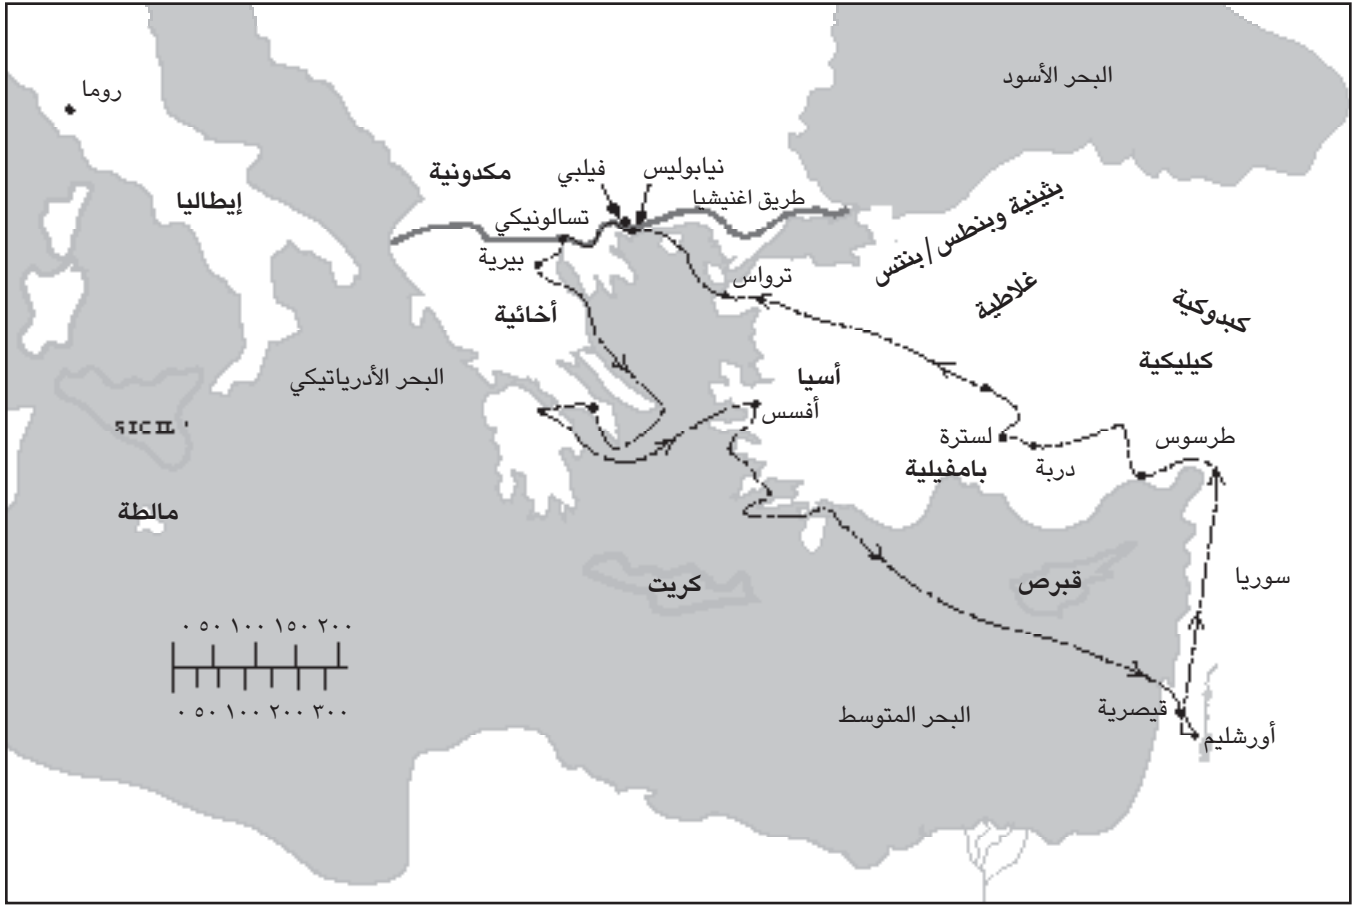 البحر الأسود
روما
مكدونية
فيلبي
نيابوليس
إيطاليا
طريق اغنيشيا
بثينية وبنطس/بنتس
تسالونيكي
بيرية
ترواس
غلاطية
كبدوكية
أخائية
كيليكية
البحر الأدرياتيكي
أسيا
أفسس
SICILY
لسترة
دربة
طرسوس
بامفيلية
مالطة
كريت
قبرص
سوريا
٠ ٥٠ ١٠٠ ١٥٠ ٢٠٠
٠ ٥٠ ١٠٠ ٢٠٠ ٣٠٠
البحر المتوسط
قيصرية
أورشليم